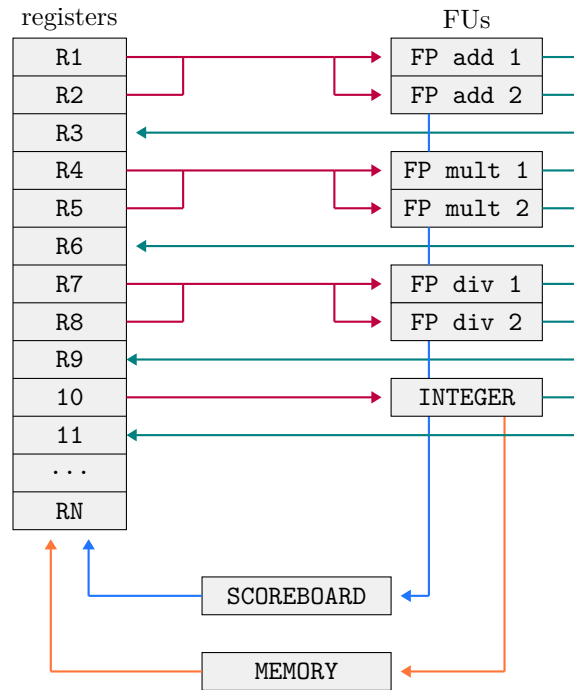 registers
FUs
R1
R2
R3
R4
R5
R6
R7
R8
R9
10
11
...
RN
FP add 1
FP add 2
FP mult 1
FP mult 2
FP div 1
FP div 2
INTEGER
SCOREBOARD
MEMORY